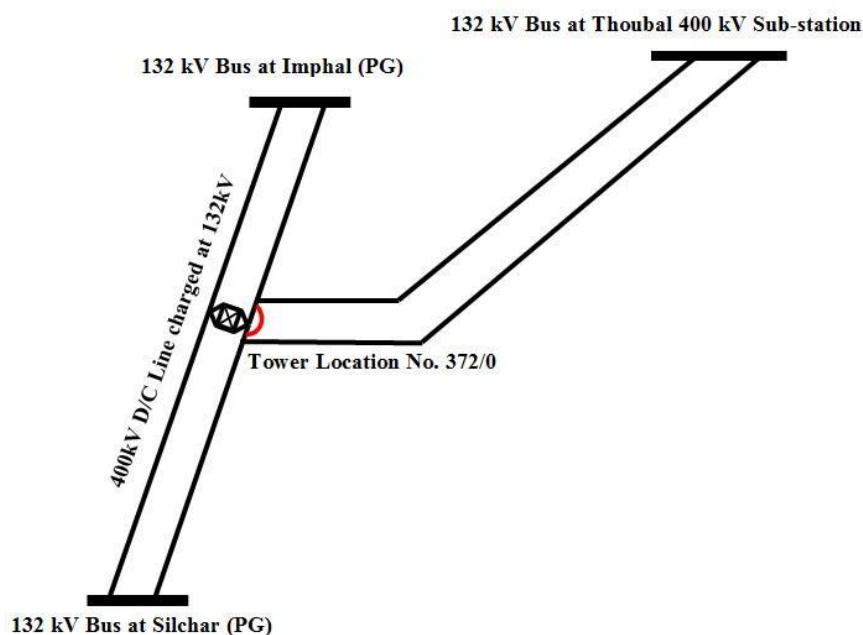 132 kV Bus at Thoubal 400 kV Sub-station
132 kV Bus at Imphal (PG)
400kV D/C Line charged at 132kV
Tower Location No. 372/0
132 kV Bus at Silchar (PG)